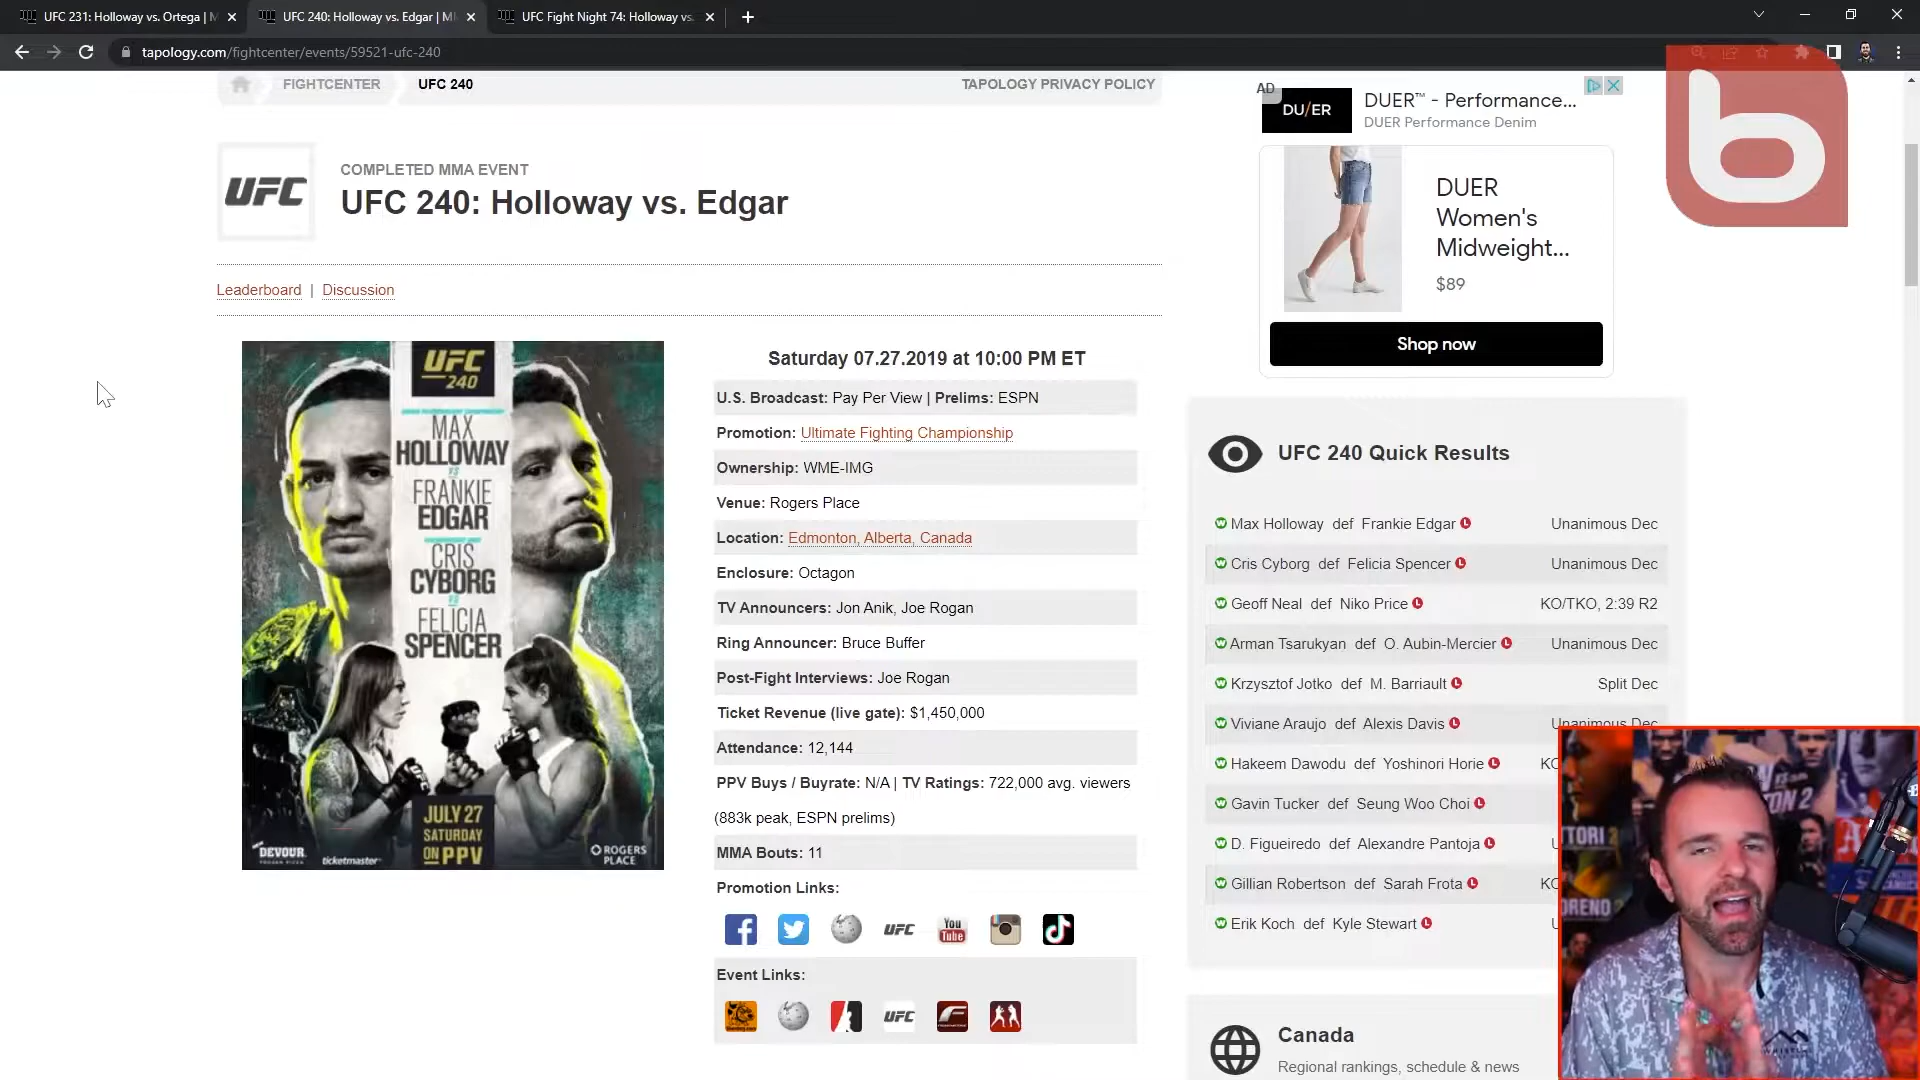 UFC 231: Holloway vs. Ortega | M
UFC 240: Holloway vs. Edgar | M
UFC Fight Night 74: Holloway vs.
tapology.com/fightcenter/events/59521-ufc-240
FIGHTCENTER
UFC 240
TAPOLOGY PRIVACY POLICY
UFC
COMPLETED MMA EVENT
UFC 240: Holloway vs. Edgar
Leaderboard | Discussion
UFC
240
MAX
HOLLOWAY
VS
FRANKIE
EDGAR
CRIS
CYBORG
VS
FELICIA
SPENCER
JULY 27
SATURDAY
ON PPV
DEVOUR
ticketmaster
ROGERS
PLACE
Saturday 07.27.2019 at 10:00 PM ET
U.S. Broadcast: Pay Per View | Prelims: ESPN
Promotion: Ultimate Fighting Championship
Ownership: WME-IMG
Venue: Rogers Place
Location: Edmonton, Alberta, Canada
Enclosure: Octagon
TV Announcers: Jon Anik, Joe Rogan
Ring Announcer: Bruce Buffer
Post-Fight Interviews: Joe Rogan
Ticket Revenue (live gate): $1,450,000
Attendance: 12,144
PPV Buys / Buyrate: N/A | TV Ratings: 722,000 avg. viewers
(883k peak, ESPN prelims)
MMA Bouts: 11
Promotion Links:
UFC
You
Tube
Event Links:
UFC
AD
DU/ER
DUER™ - Performance...
DUER Performance Denim
DUER
Women's
Midweight...
$89
Shop now
b
UFC 240 Quick Results
W Max Holloway def Frankie Edgar L Unanimous Dec
W Cris Cyborg def Felicia Spencer L Unanimous Dec
W Geoff Neal def Niko Price L KO/TKO, 2:39 R2
W Arman Tsarukyan def O. Aubin-Mercier L Unanimous Dec
W Krzysztof Jotko def M. Barriault L Split Dec
W Viviane Araujo def Alexis Davis L Unanimous Dec
W Hakeem Dawodu def Yoshinori Horie L KO
W Gavin Tucker def Seung Woo Choi L
W D. Figueiredo def Alexandre Pantoja L U
W Gillian Robertson def Sarah Frota L KO
W Erik Koch def Kyle Stewart L U
Canada
Regional rankings, schedule & news